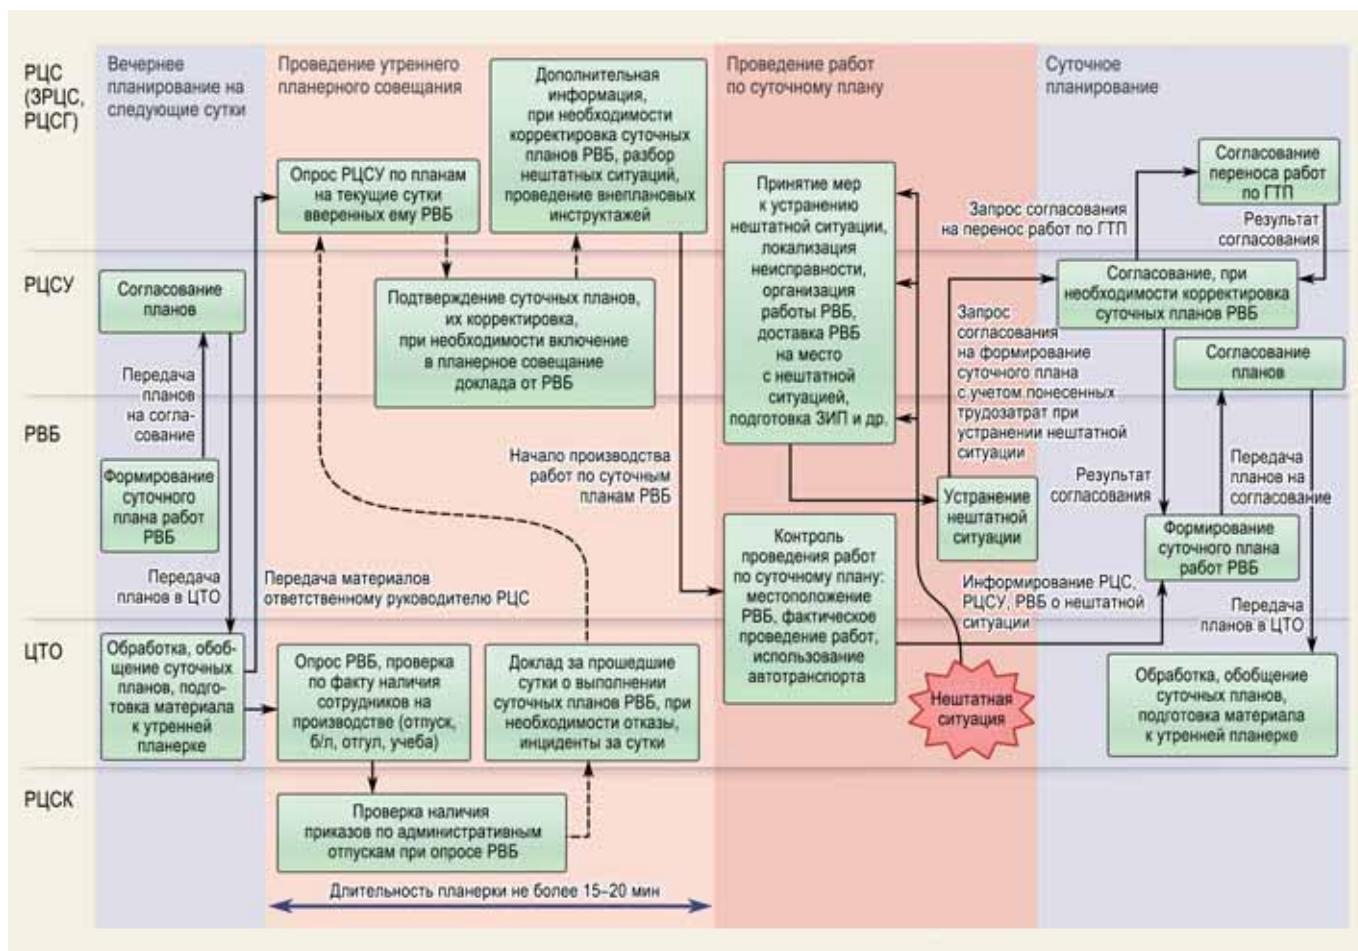 РЦС
(ЗРЦС,
РЦСГ)
РЦСУ
РВБ
ЦТО
РЦСК
Вечернее
планирование на
следующие сутки
Согласование
планов
Передача
планов
на согла-
сование
Формирование
суточного
плана работ
РВБ
Передача
планов в ЦТО
Обработка, обоб-
щение суточных
планов, подго-
товка материала
к утренней
планерке
Проведение утреннего
планерного совещания
Опрос РЦСУ по планам
на текущие сутки
вверенных ему РВБ
Дополнительная
информация,
при необходимости
корректировка суточных
планов РВБ, разбор
нештатных ситуаций,
проведение внеплановых
инструктажей
Подтверждение суточных планов,
их корректировка,
при необходимости включение
в планерное совещание
доклада от РВБ
Начало производства
работ по суточным
планам РВБ
Передача материалов
ответственному руководителю РЦС
Опрос РВБ, проверка
по факту наличия
сотрудников на
производстве (отпуск,
б/л, отгул, учеба)
Доклад за прошедшие
сутки о выполнении
суточных планов РВБ, при
необходимости отказы,
инциденты за сутки
Проверка наличия
приказов по административным
отпускам при опросе РВБ
Длительность планерки не более 15–20 мин
Проведение работ
по суточному плану
Принятие мер
к устранению
нештатной ситуации,
локализация
неисправности,
организация
работы РВБ,
доставка РВБ
на место
с нештатной
ситуацией,
подготовка ЗИП и др.
Устранение
нештатной
ситуации
Контроль
проведения работ
по суточному плану:
местоположение
РВБ, фактическое
проведение работ,
использование
автотранспорта
Информирование РЦС,
РЦСУ, РВБ о нештатной
ситуации
Нештатная
ситуация
Суточное
планирование
Согласование
переноса работ
по ГТП
Запрос согласования
на перенос работ по ГТП
Результат
согласования
Согласование, при
необходимости корректировка
суточных планов РВБ
Запрос
согласования
на формирование
суточного плана
с учетом понесенных
трудозатрат при
устранении нештатной
ситуации
Согласование
планов
Результат
согласования
Передача
планов на
согласование
Формирование
суточного плана
работ РВБ
Передача
планов в ЦТО
Обработка, обобщение
суточных планов,
подготовка материала
к утренней планерке